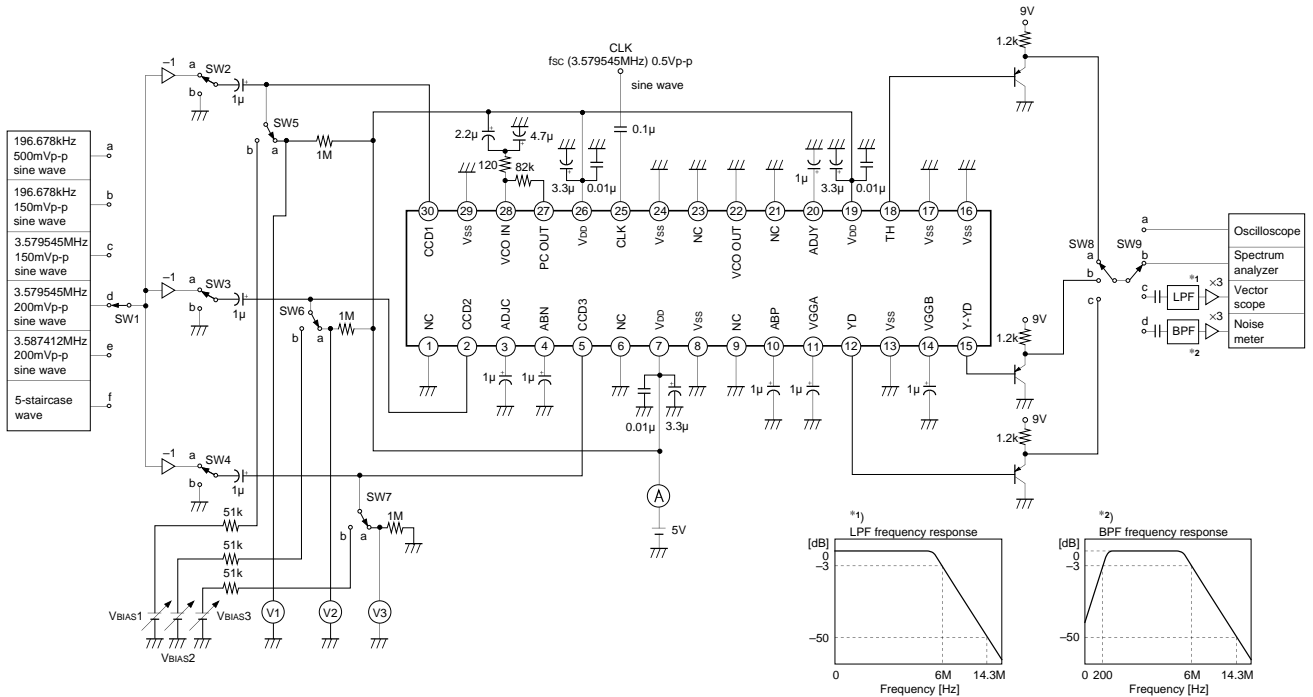 CLK
fsc (3.579545MHz) 0.5Vp-p
sine wave
9V
1.2k
–1
a
SW2
b
1µ
196.678kHz
500mVp-p
sine wave
a
196.678kHz
150mVp-p
sine wave
b
3.579545MHz
150mVp-p
sine wave
c
3.579545MHz
200mVp-p
sine wave
d
SW1
3.587412MHz
200mVp-p
sine wave
e
5-staircase
wave
f
SW5
b
a
1M
2.2µ
4.7µ
120
82k
3.3µ
0.01µ
0.1µ
1µ
3.3µ
0.01µ
30
29
28
27
26
25
24
23
22
21
20
19
18
17
16
CCD1
VSS
VCO IN
PC OUT
VDD
CLK
VSS
NC
VCO OUT
NC
ADJY
VDD
TH
VSS
VSS
–1
a
SW3
b
1µ
SW6
b
a
1M
NC
CCD2
ADJC
ABN
CCD3
NC
VDD
VSS
NC
ABP
VGGA
YD
VSS
VGGB
Y-YD
1
2
3
4
5
6
7
8
9
10
11
12
13
14
15
1µ
1µ
0.01µ
3.3µ
1µ
1µ
1µ
SW8
a
b
c
SW9
a
b
c
d
*1
LPF
×3
BPF
×3
*2
Oscilloscope
Spectrum
analyzer
Vector
scope
Noise
meter
9V
1.2k
9V
1.2k
–1
a
SW4
b
1µ
SW7
b
a
1M
A
5V
51k
51k
51k
VBIAS1
VBIAS2
VBIAS3
V1
V2
V3
*1)
LPF frequency response
[dB]
0
–3
–50
0
6M
14.3M
Frequency [Hz]
*2)
BPF frequency response
[dB]
0
–3
–50
0
200
6M
14.3M
Frequency [Hz]